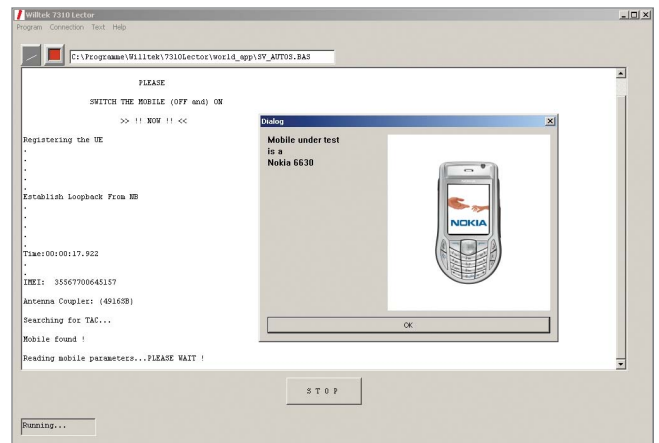 Willtek 7310 Lector
Program Connection Text Help
C:\Programme\Willtek\7310Lector\world_app\SV_AUTOS.BAS
PLEASE
SWITCH THE MOBILE (OFF and) ON
>> !! NOW !! <<
Registering the UE
.
.
.
.
.
Establish Loopback From NB
.
.
.
.
.
Time:00:00:17.922
.
.
IMEI: 35567700645157
Antenna Coupler: (4916SB)
Searching for TAC...
Mobile found !
Reading mobile parameters...PLEASE WAIT !
Dialog
Mobile under test
is a
Nokia 6630
NOKIA
OK
S T O P
Running...